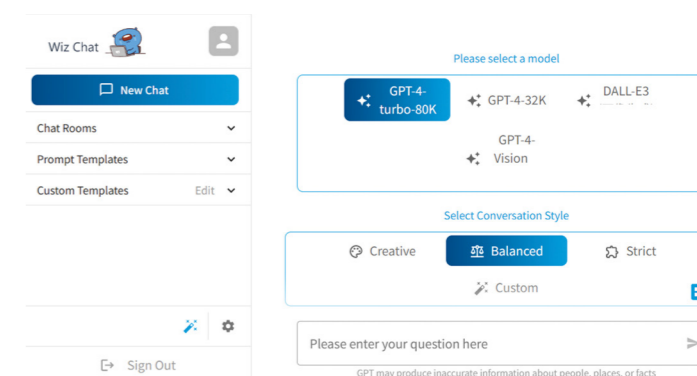 Wiz Chat
New Chat
Chat Rooms
Prompt Templates
Custom Templates Edit
Sign Out
Please select a model
GPT-4-
turbo-80K
GPT-4-32K
DALL-E3
GPT-4-
Vision
Select Conversation Style
Creative
Balanced
Strict
Custom
Please enter your question here
GPT may produce inaccurate information about people, places, or facts